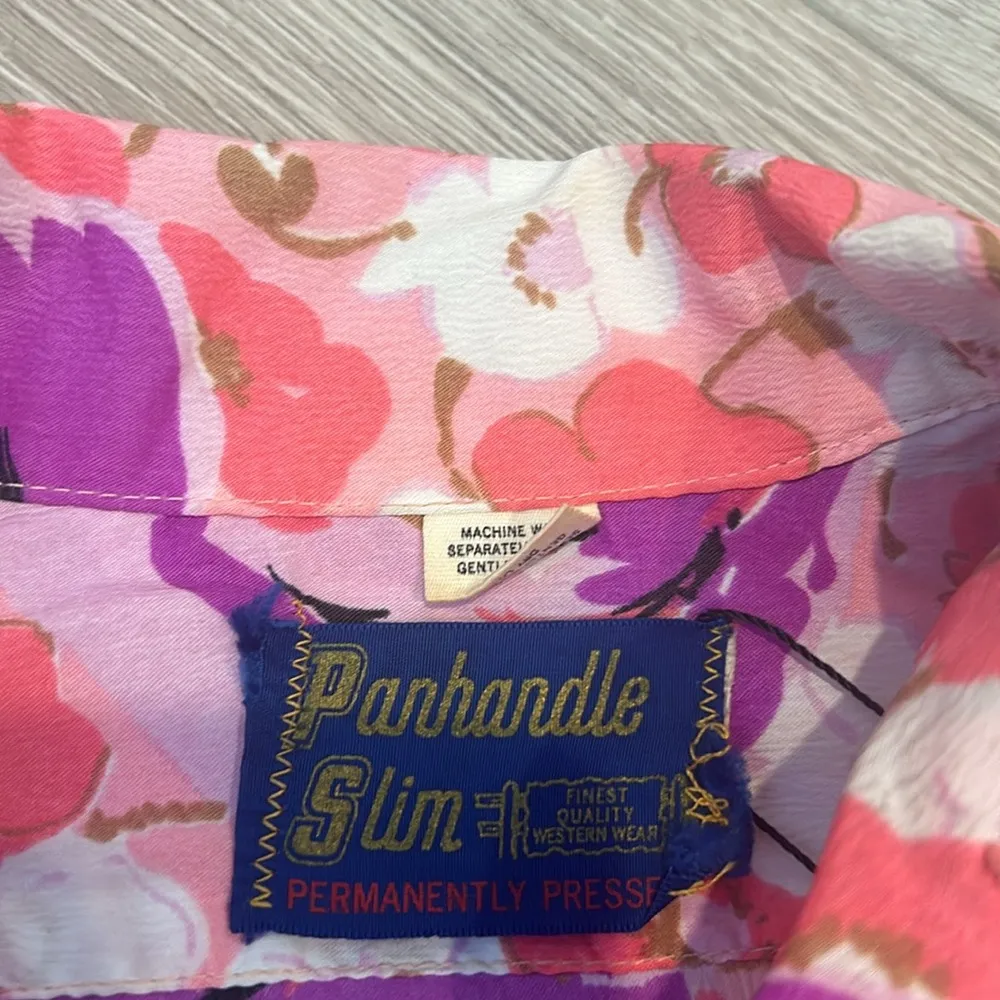 MACHINE W
SEPARATEL
GENTL
Panhandle
Slim
FINEST
QUALITY
WESTERN WEAR
PERMANENTLY PRESSE